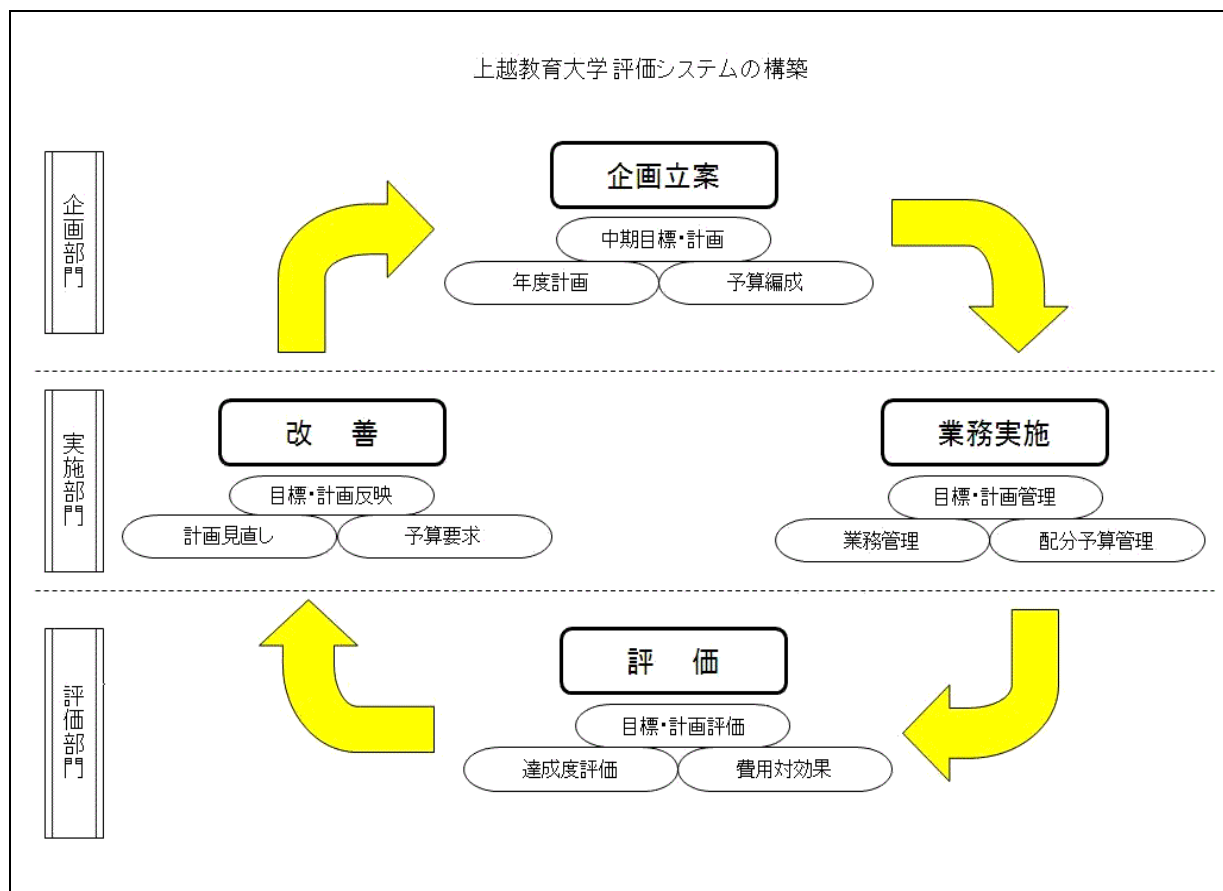 上越教育大学 評価システムの構築
企画部門
企画立案
中期目標・計画
年度計画
予算編成
実施部門
改　善
目標・計画反映
計画見直し
予算要求
業務実施
目標・計画管理
業務管理
配分予算管理
評価部門
評　価
目標・計画評価
達成度評価
費用対効果